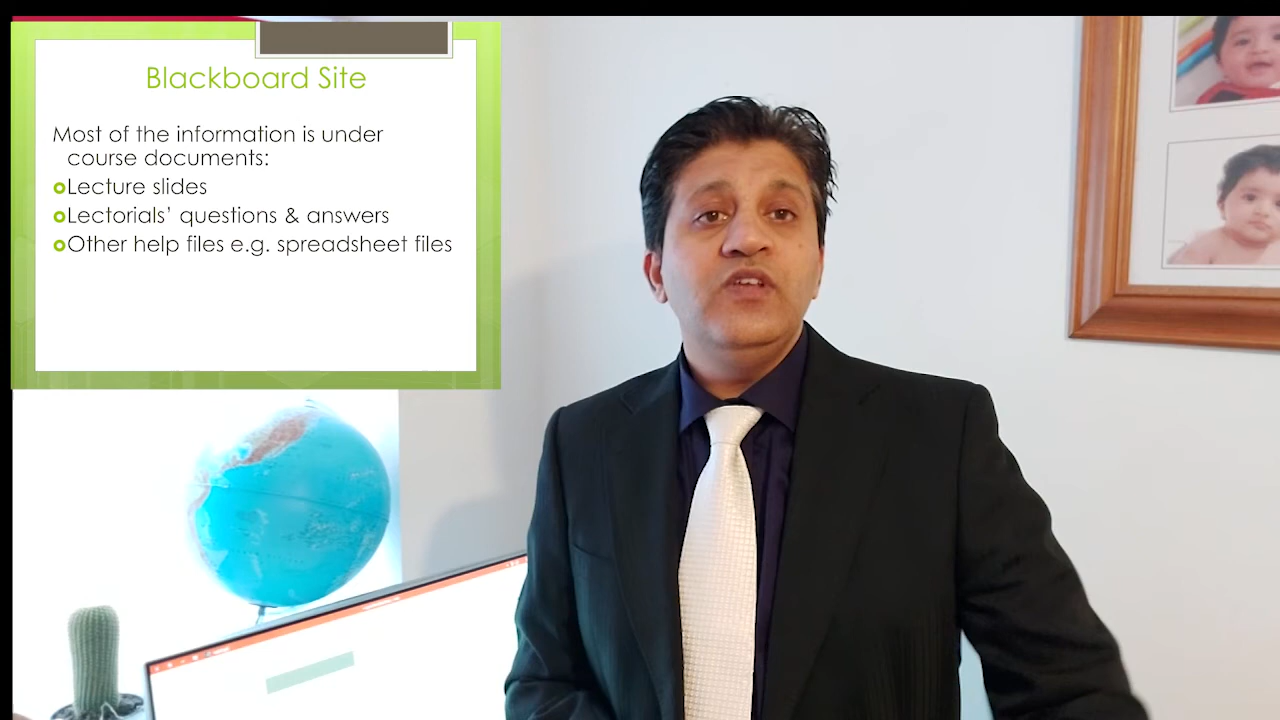 Blackboard Site
Most of the information is under
course documents:
Lecture slides
Lectorials’ questions & answers
Other help files e.g. spreadsheet files